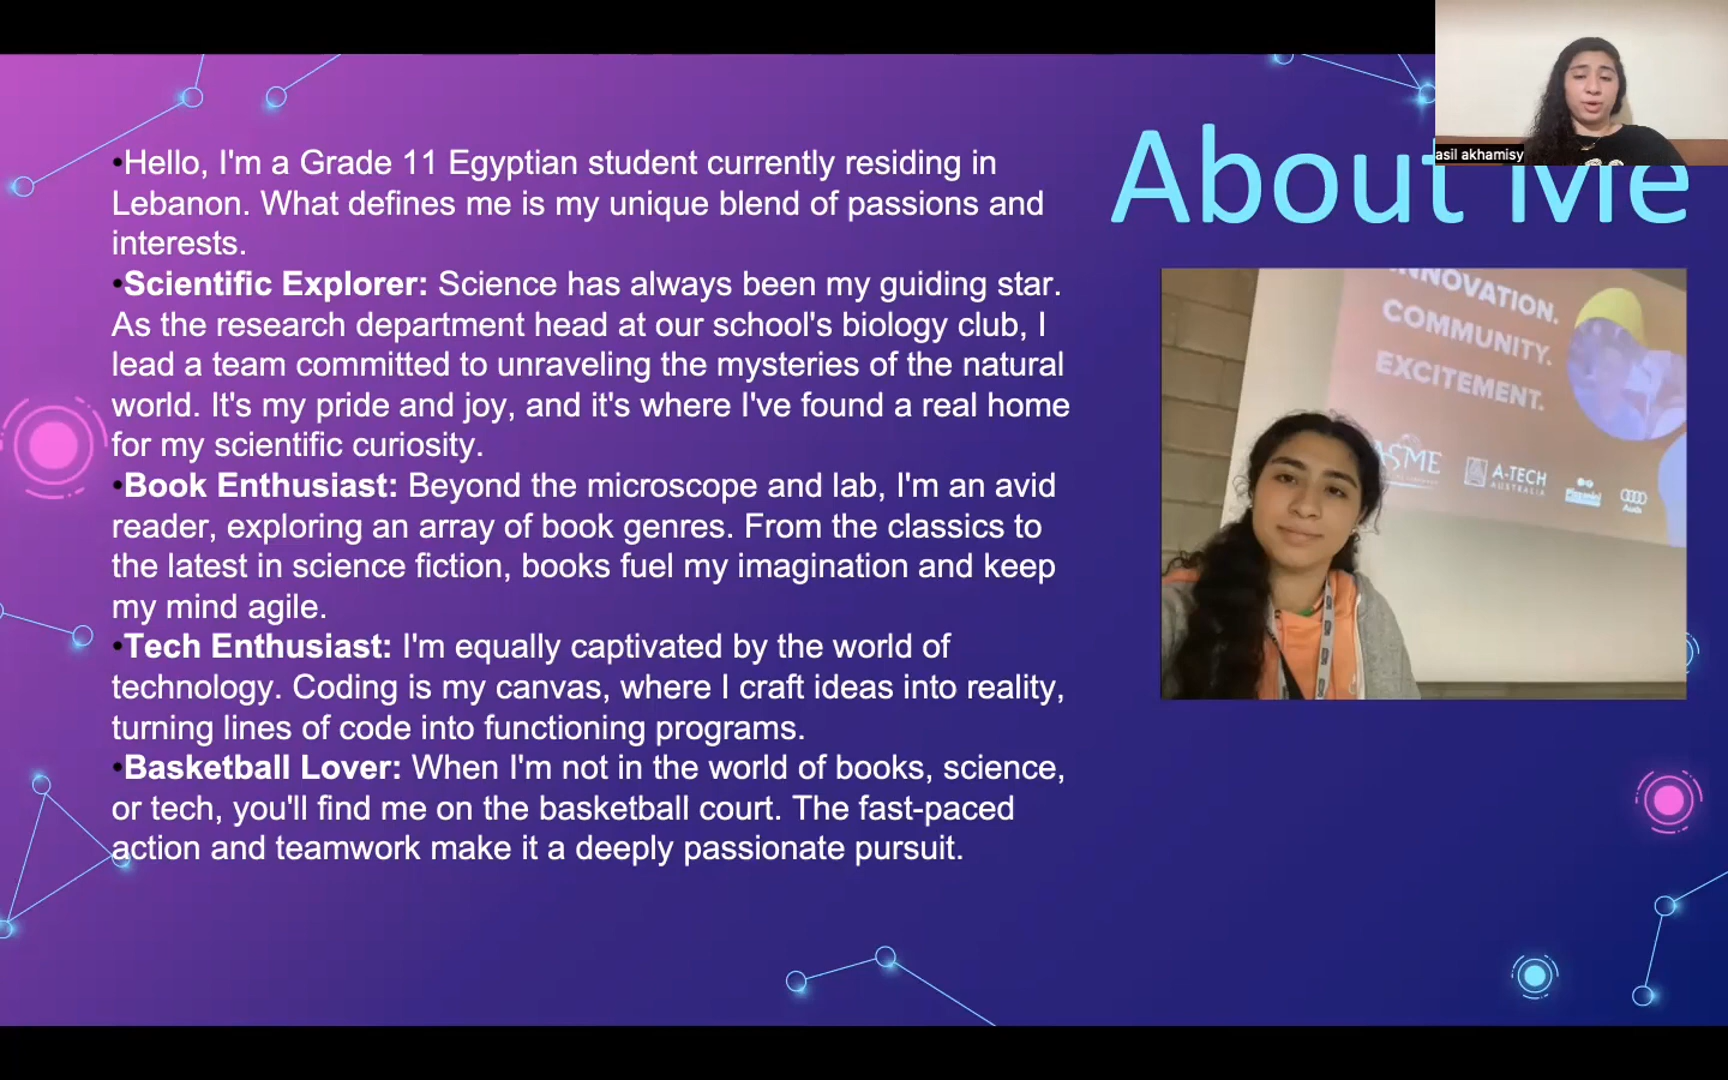 asil akhamisy
About Me
•Hello, I'm a Grade 11 Egyptian student currently residing in
Lebanon. What defines me is my unique blend of passions and
interests.
•Scientific Explorer: Science has always been my guiding star.
As the research department head at our school's biology club, I
lead a team committed to unraveling the mysteries of the natural
world. It's my pride and joy, and it's where I've found a real home
for my scientific curiosity.
•Book Enthusiast: Beyond the microscope and lab, I'm an avid
reader, exploring an array of book genres. From the classics to
the latest in science fiction, books fuel my imagination and keep
my mind agile.
•Tech Enthusiast: I'm equally captivated by the world of
technology. Coding is my canvas, where I craft ideas into reality,
turning lines of code into functioning programs.
•Basketball Lover: When I'm not in the world of books, science,
or tech, you'll find me on the basketball court. The fast-paced
action and teamwork make it a deeply passionate pursuit.
INNOVATION.
COMMUNITY.
EXCITEMENT.
ASME
A-TECH
AUSTRALIA
Audi